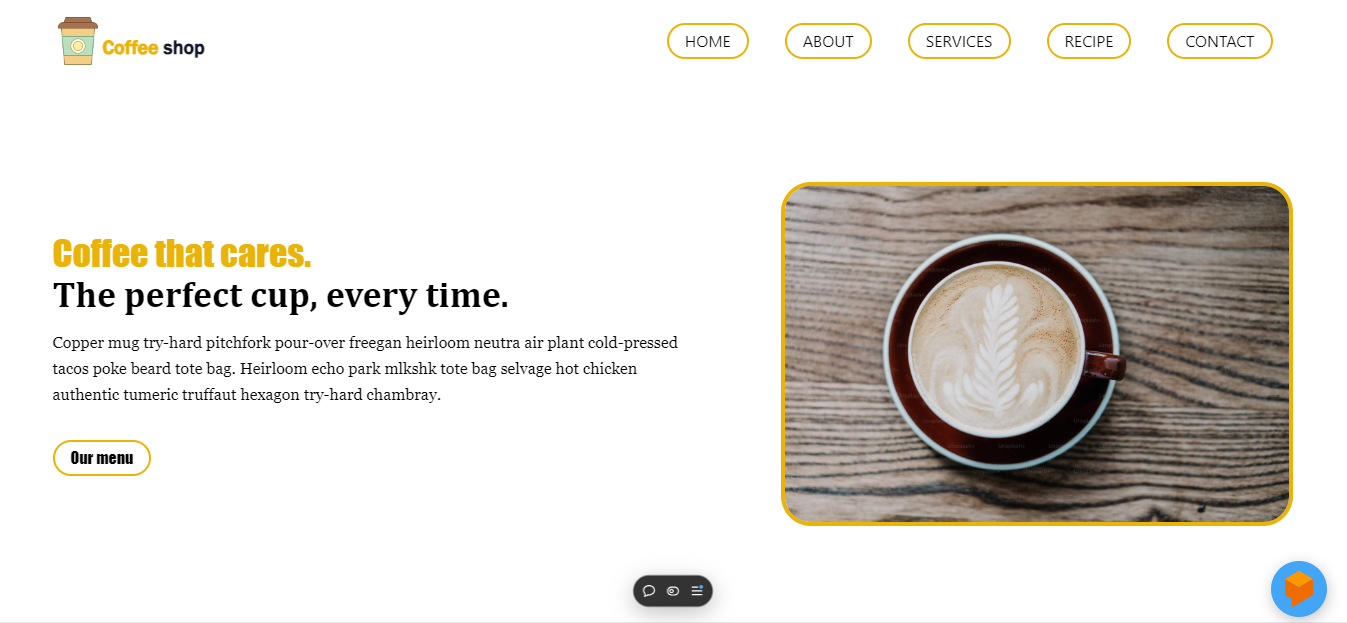 Coffee shop
HOME
ABOUT
SERVICES
RECIPE
CONTACT
Coffee that cares.
The perfect cup, every time.
Copper mug try-hard pitchfork pour-over freegan heirloom neutra air plant cold-pressed
tacos poke beard tote bag. Heirloom echo park mlkshk tote bag selvage hot chicken
authentic tumeric truffaut hexagon try-hard chambray.
Our menu